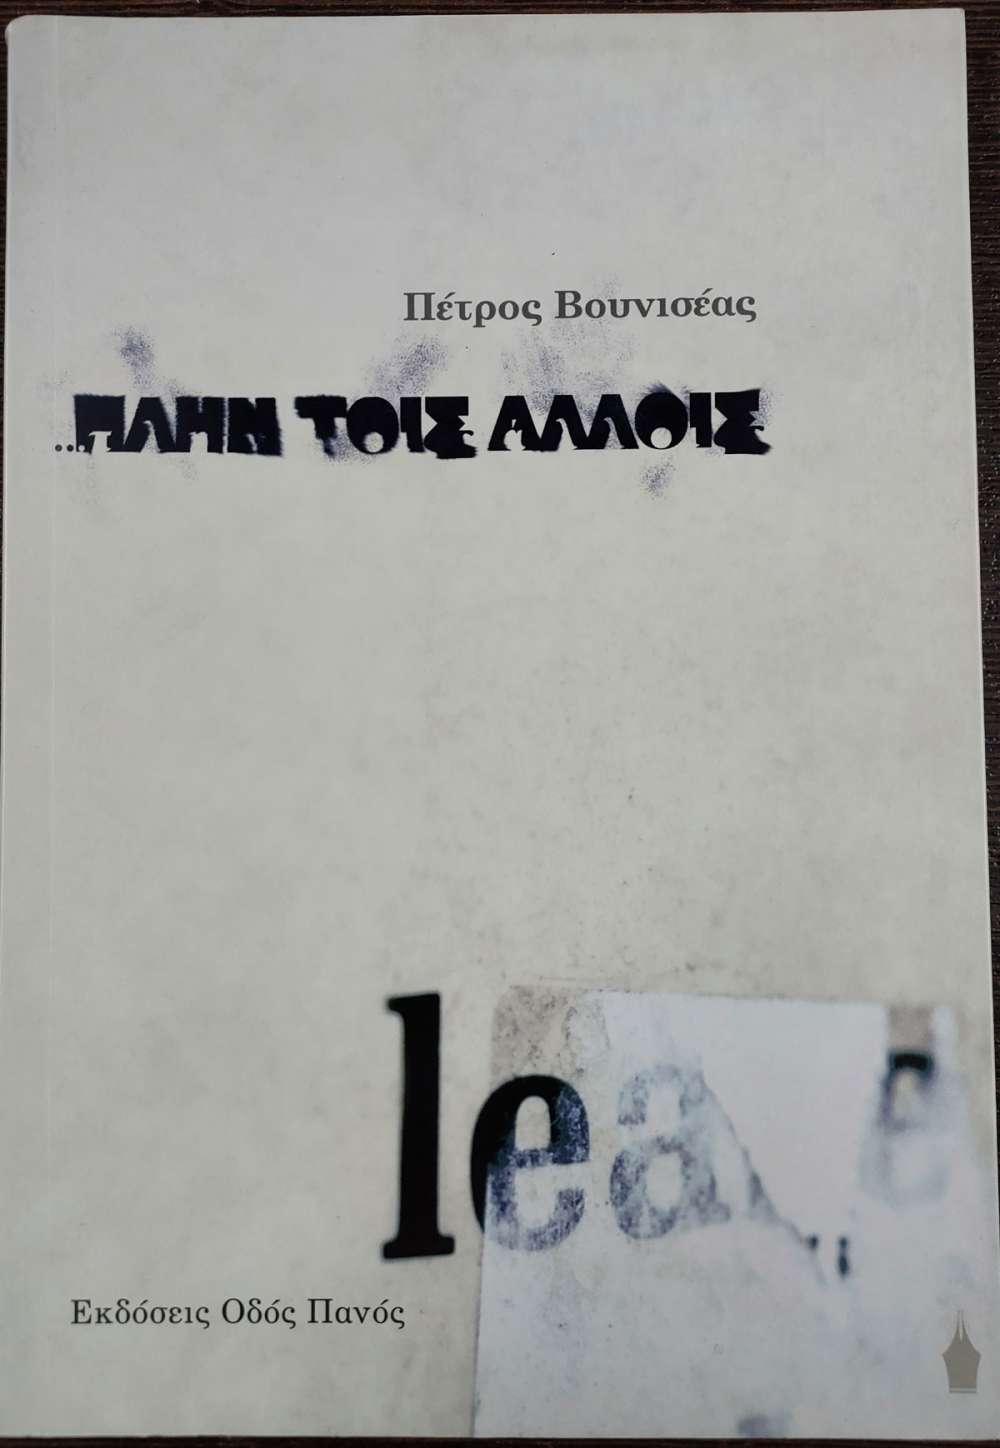 Πέτρος Βουνισέας
...ΠΛΗΝ ΤΟΙΣ ΑΛΛΟΙΣ
lea
Εκδόσεις Οδός Πανός